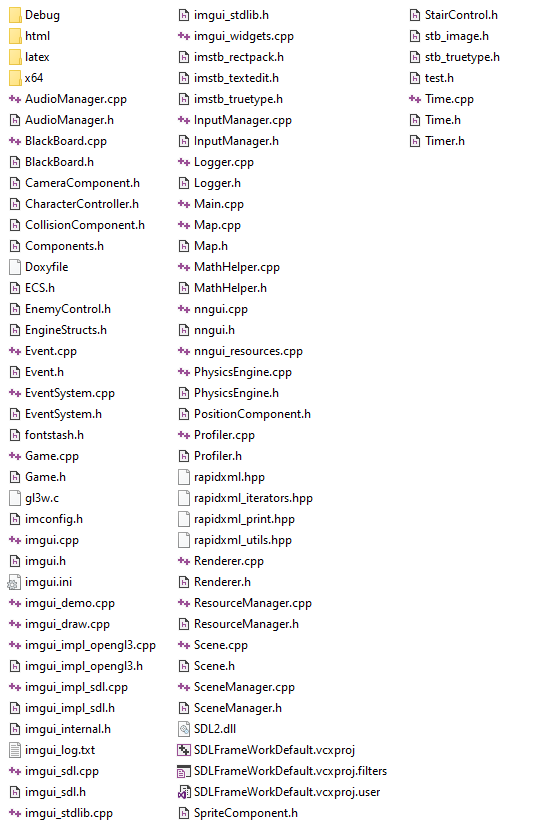 Debug
html
latex
x64
AudioManager.cpp
AudioManager.h
BlackBoard.cpp
BlackBoard.h
CameraComponent.h
CharacterController.h
CollisionComponent.h
Components.h
Doxyfile
ECS.h
EnemyControl.h
EngineStructs.h
Event.cpp
Event.h
EventSystem.cpp
EventSystem.h
fontstash.h
Game.cpp
Game.h
gl3w.c
imconfig.h
imgui.cpp
imgui.h
imgui.ini
imgui_demo.cpp
imgui_draw.cpp
imgui_impl_opengl3.cpp
imgui_impl_opengl3.h
imgui_impl_sdl.cpp
imgui_impl_sdl.h
imgui_internal.h
imgui_log.txt
imgui_sdl.cpp
imgui_sdl.h
imgui_stdlib.cpp
imgui_stdlib.h
imgui_widgets.cpp
imstb_rectpack.h
imstb_textedit.h
imstb_truetype.h
InputManager.cpp
InputManager.h
Logger.cpp
Logger.h
Main.cpp
Map.cpp
Map.h
MathHelper.cpp
MathHelper.h
nngui.cpp
nngui.h
nngui_resources.cpp
PhysicsEngine.cpp
PhysicsEngine.h
PositionComponent.h
Profiler.cpp
Profiler.h
rapidxml.hpp
rapidxml_iterators.hpp
rapidxml_print.hpp
rapidxml_utils.hpp
Renderer.cpp
Renderer.h
ResourceManager.cpp
ResourceManager.h
Scene.cpp
Scene.h
SceneManager.cpp
SceneManager.h
SDL2.dll
SDLFrameWorkDefault.vcxproj
SDLFrameWorkDefault.vcxproj.filters
SDLFrameWorkDefault.vcxproj.user
SpriteComponent.h
StairControl.h
stb_image.h
stb_truetype.h
test.h
Time.cpp
Time.h
Timer.h